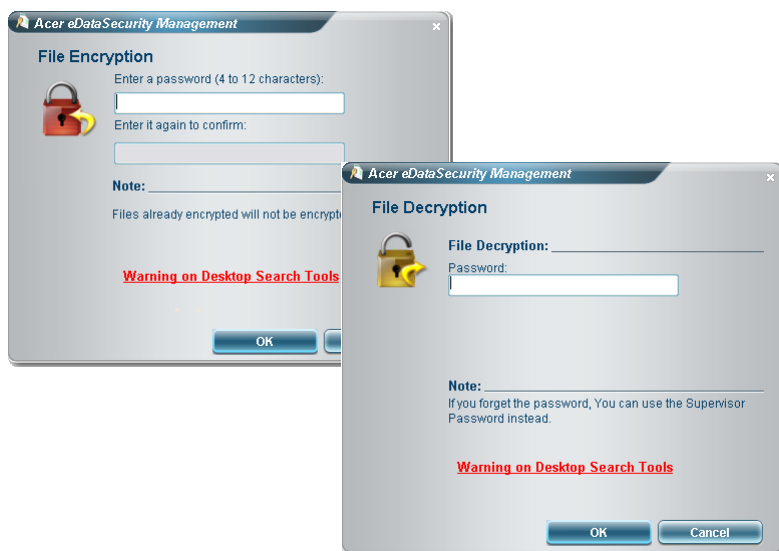 Acer eDataSecurity Management
File Encryption
Enter a password (4 to 12 characters):
Enter it again to confirm:
Note:
Files already encrypted will not be
Warning on Desktop Search Tools
OK
Acer eDataSecurity Management
File Decryption
File Decryption:
Password:
Note:
If you forget the password, You can use the Supervisor
Password instead.
Warning on Desktop Search Tools
OK
Cancel